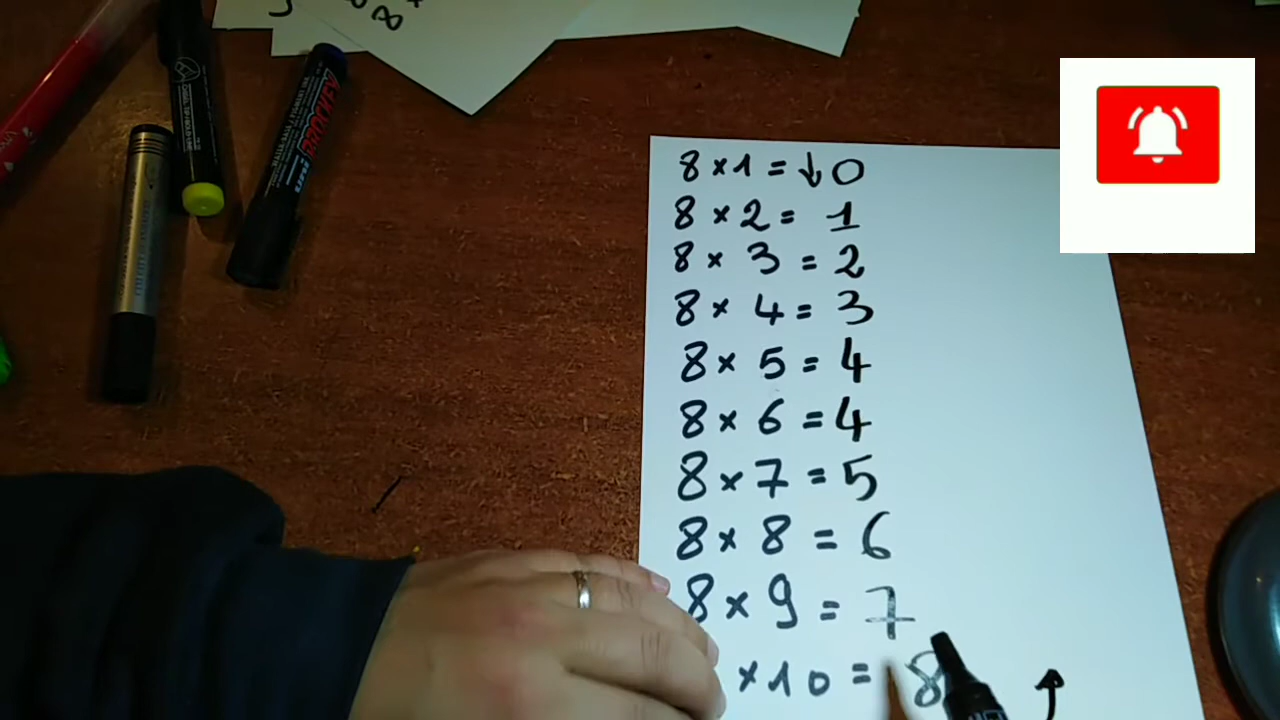 8 × 1 = ↓ 0
8 × 2 = 1
8 × 3 = 2
8 × 4 = 3
8 × 5 = 4
8 × 6 = 4
8 × 7 = 5
8 × 8 = 6
8 × 9 = 7
× 10 = 8